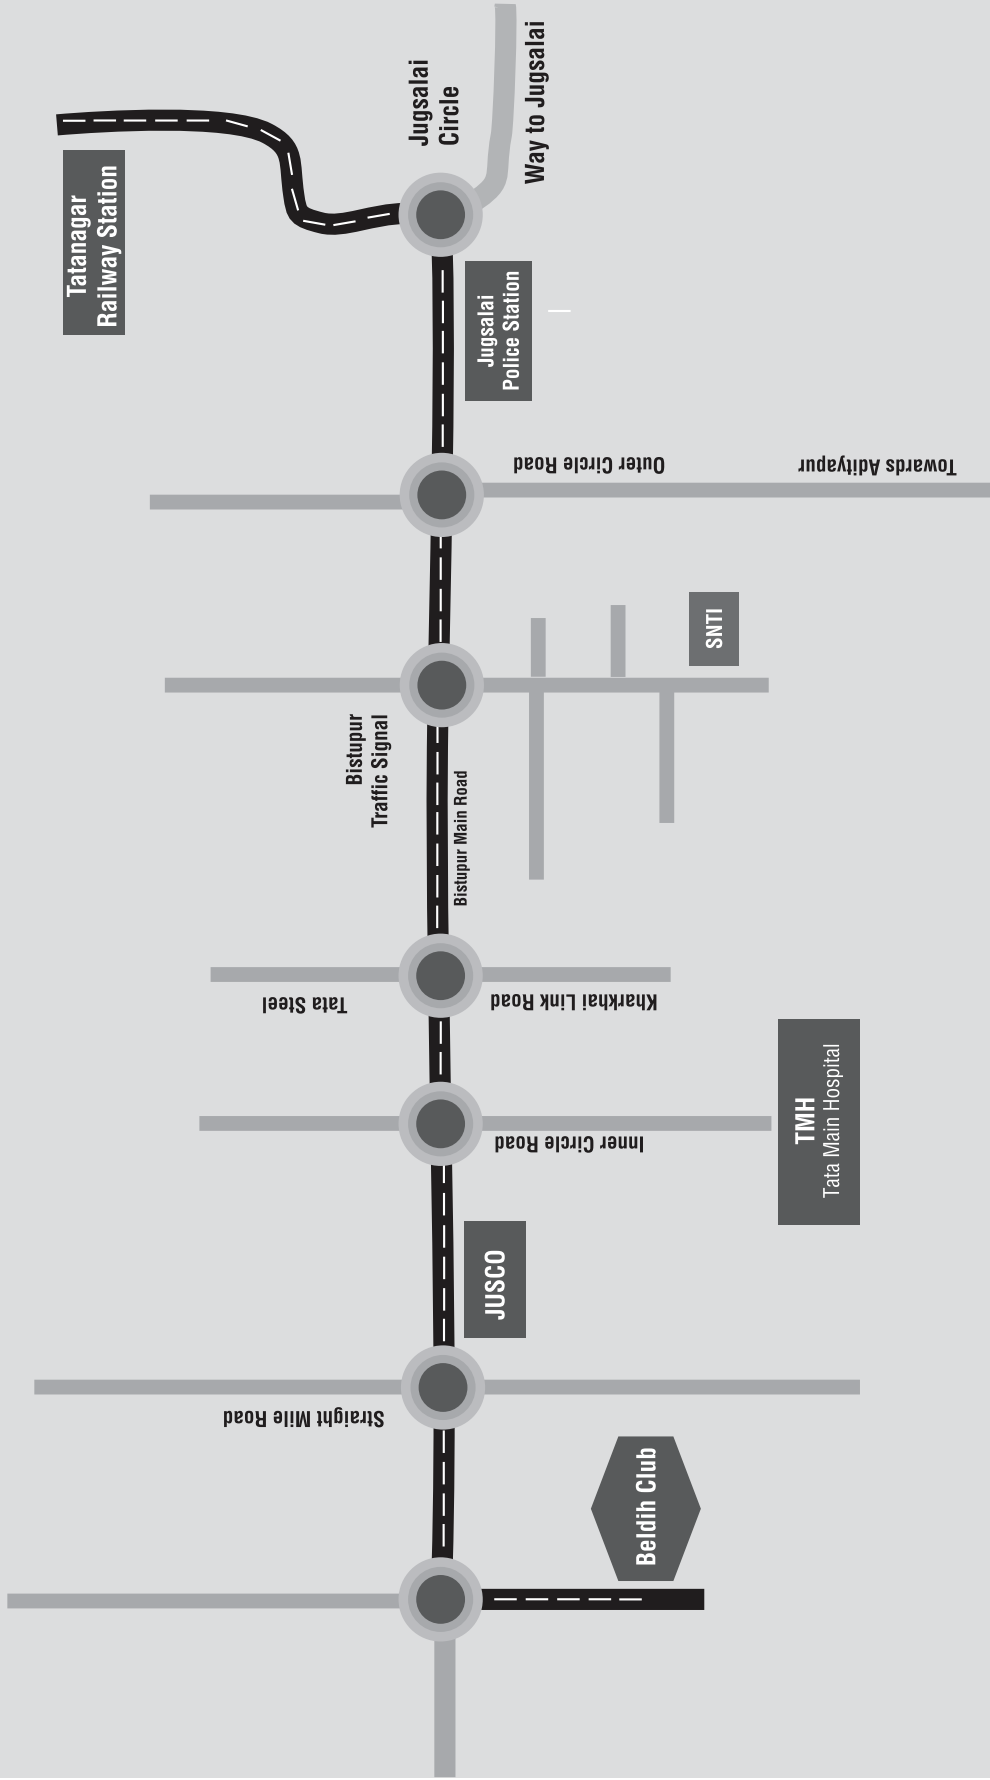 Tatanagar
Railway Station
Jugsalai
Circle
Way to Jugsalai
Jugsalai
Police Station
Outer Circle Road
Towards Adityapur
SNTI
Bistupur
Traffic Signal
Bistupur Main Road
Tata Steel
Kharkhai Link Road
Inner Circle Road
TMH
Tata Main Hospital
JUSCO
Straight Mile Road
Beldih Club